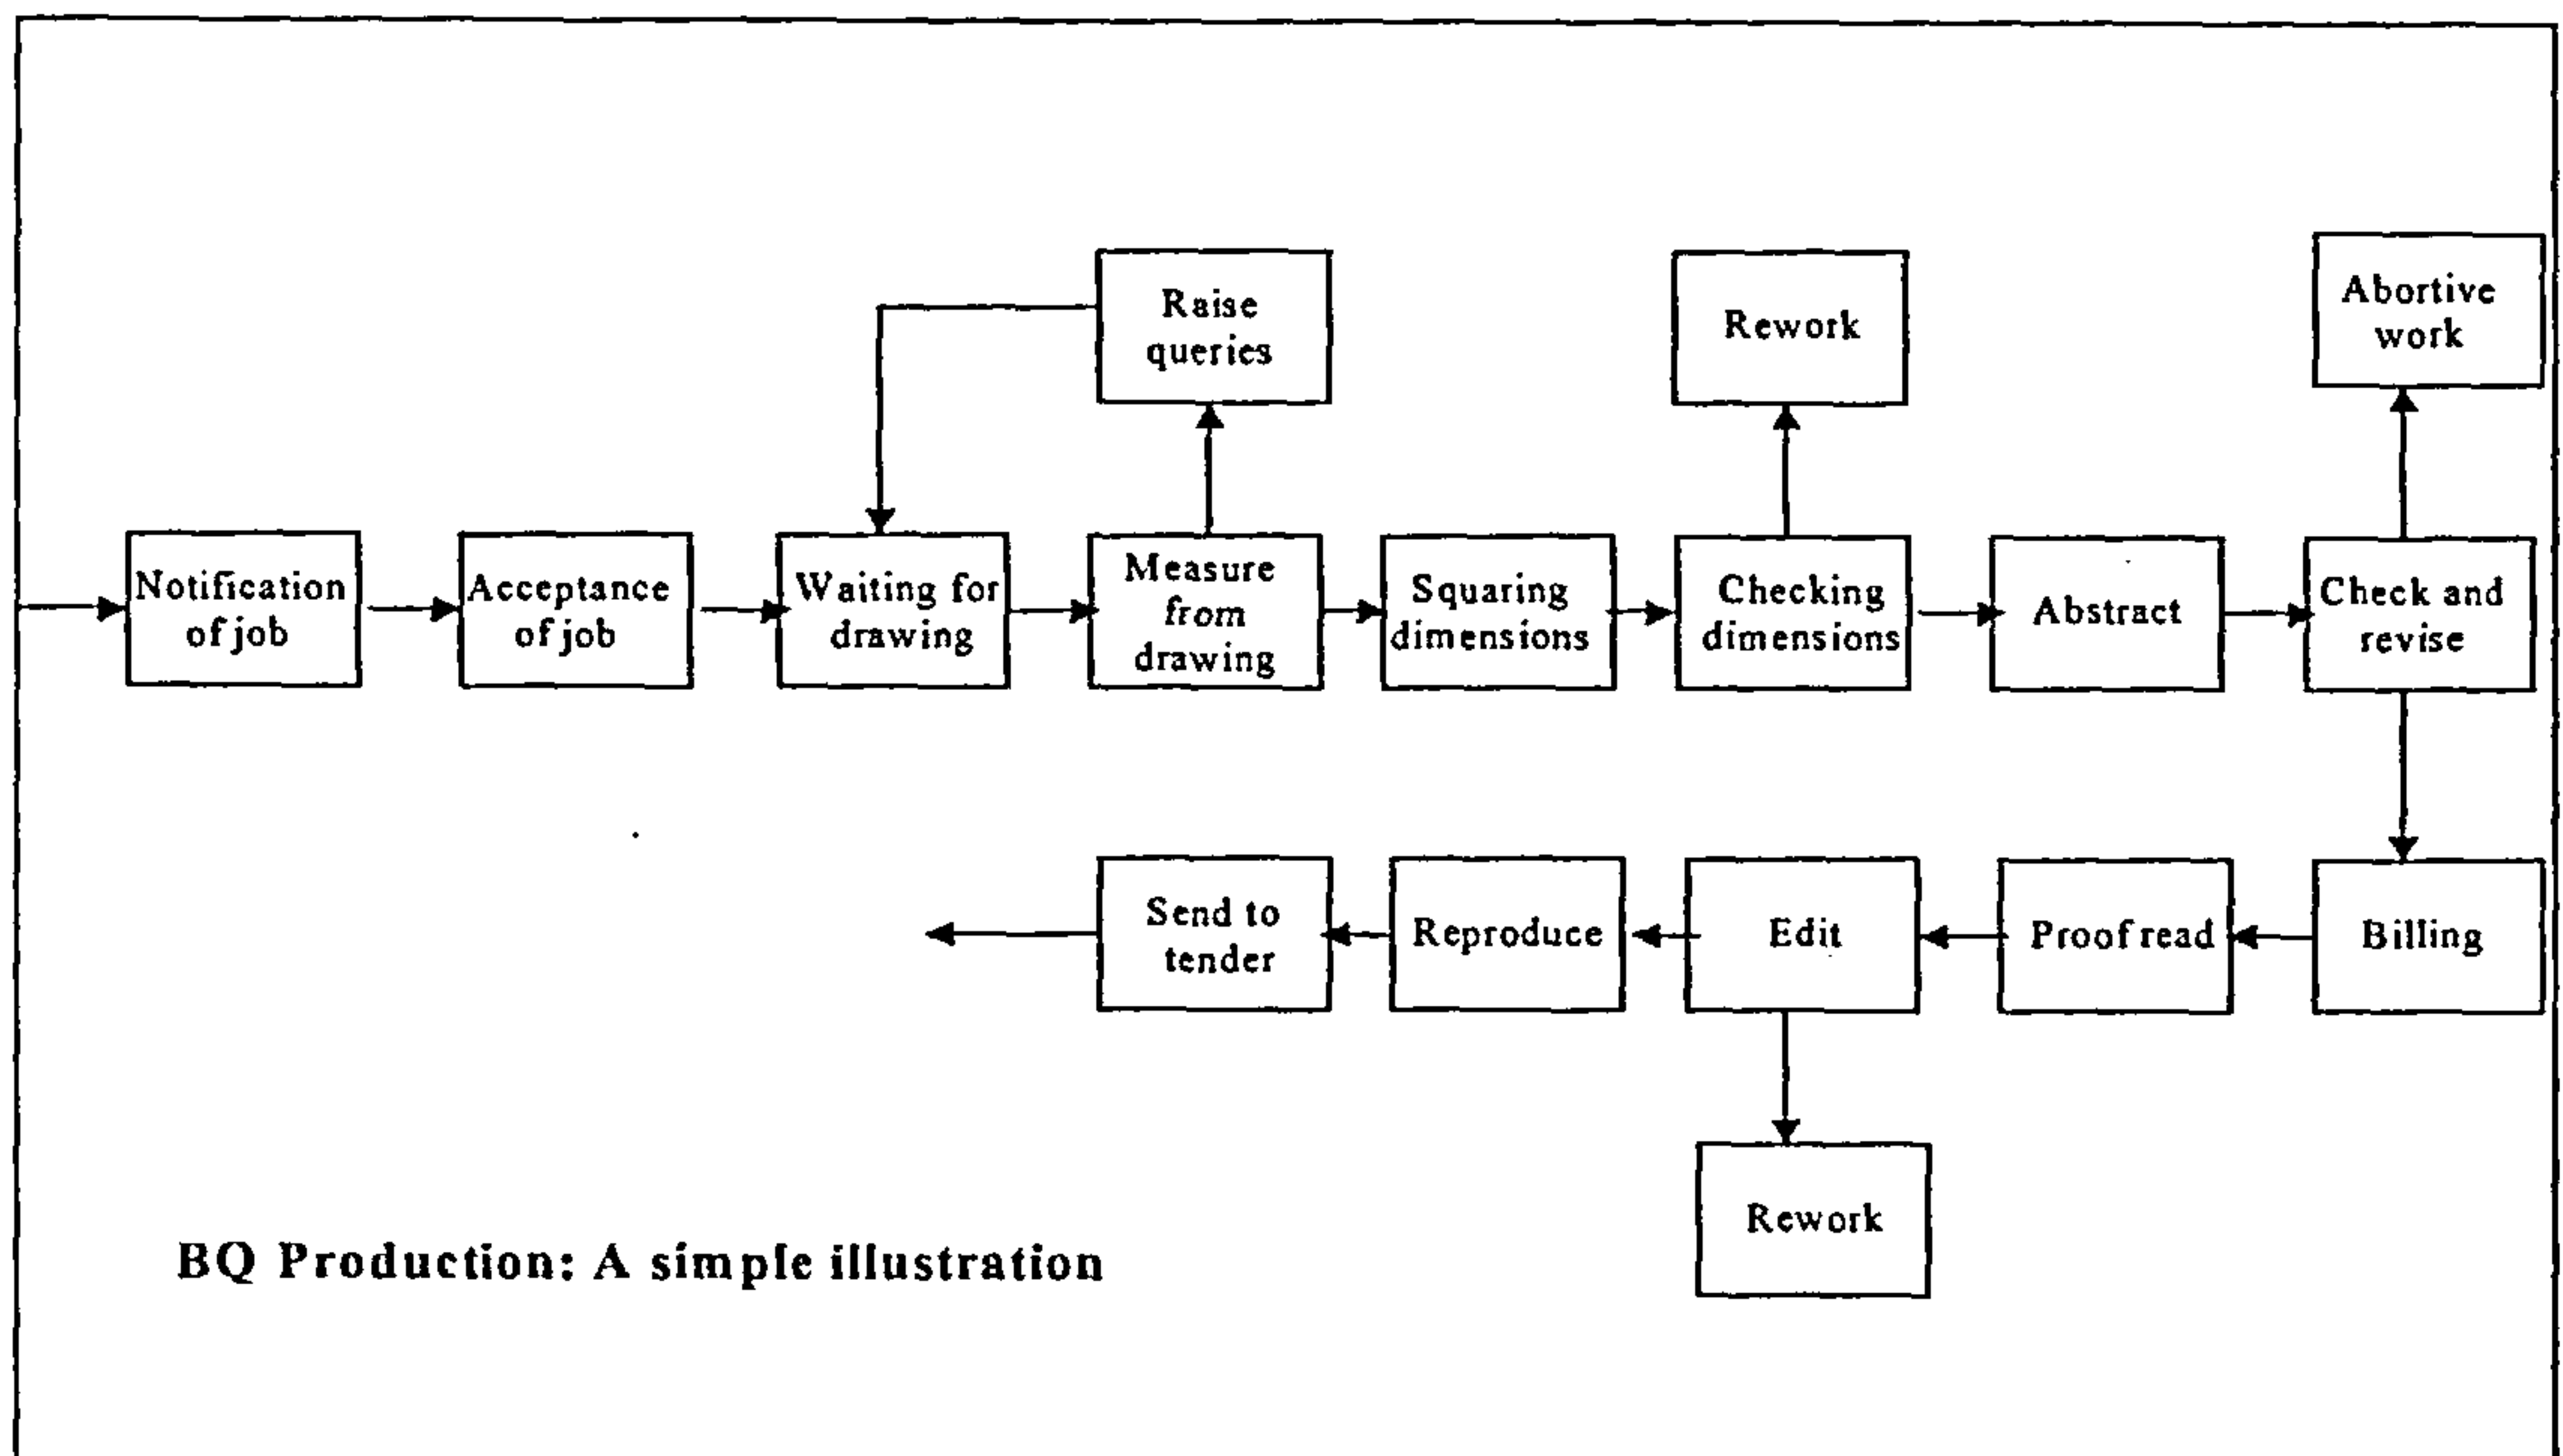 Raise
queries
Rework
Abortive
work
Notification
of job
Acceptance
of job
Waiting for
drawing
Measure
from
drawing
Squaring
dimensions
Checking
dimensions
Abstract
Check and
revise
Send to
tender
Reproduce
Edit
Proof read
Billing
Rework
BQ Production: A simple illustration